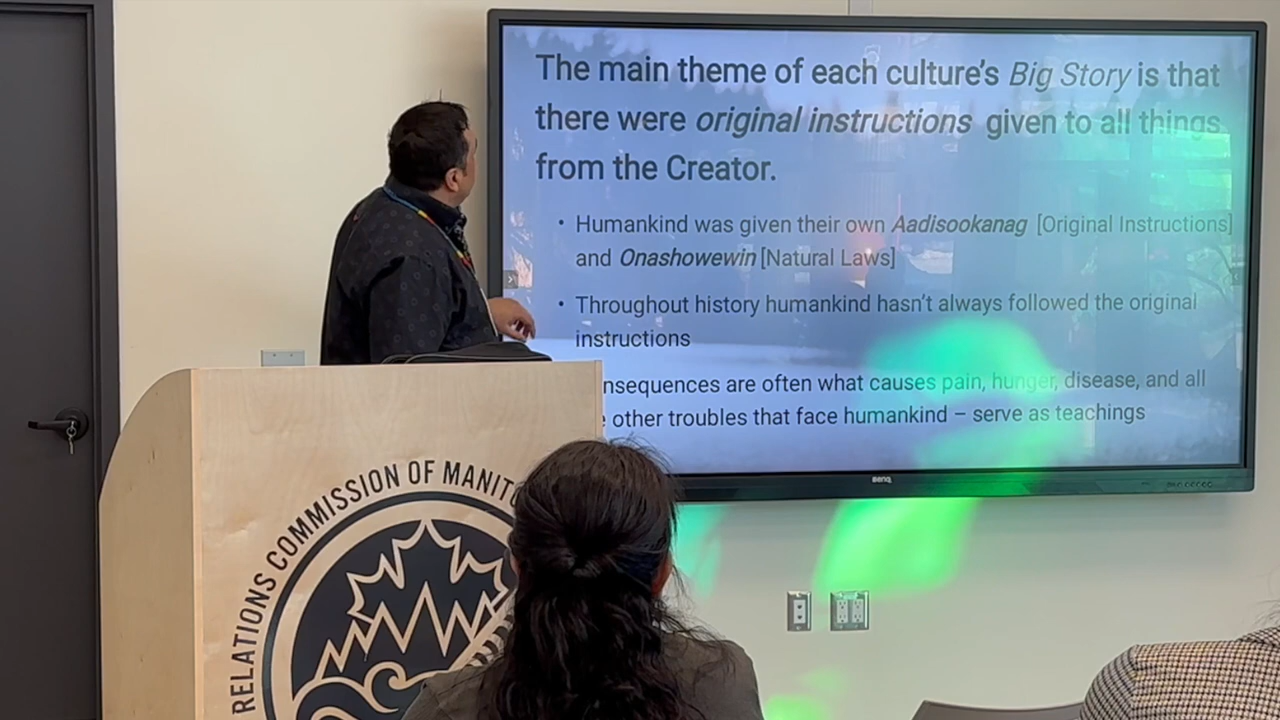 The main theme of each culture's Big Story is that
there were original instructions given to all things
from the Creator.
• Humankind was given their own Aadisookanag [Original Instructions]
and Onashowewin [Natural Laws]
• Throughout history humankind hasn't always followed the original
instructions
nsequences are often what causes pain, hunger, disease, and all
other troubles that face humankind – serve as teachings
BenQ
RELATIONS COMMISSION OF MANITO